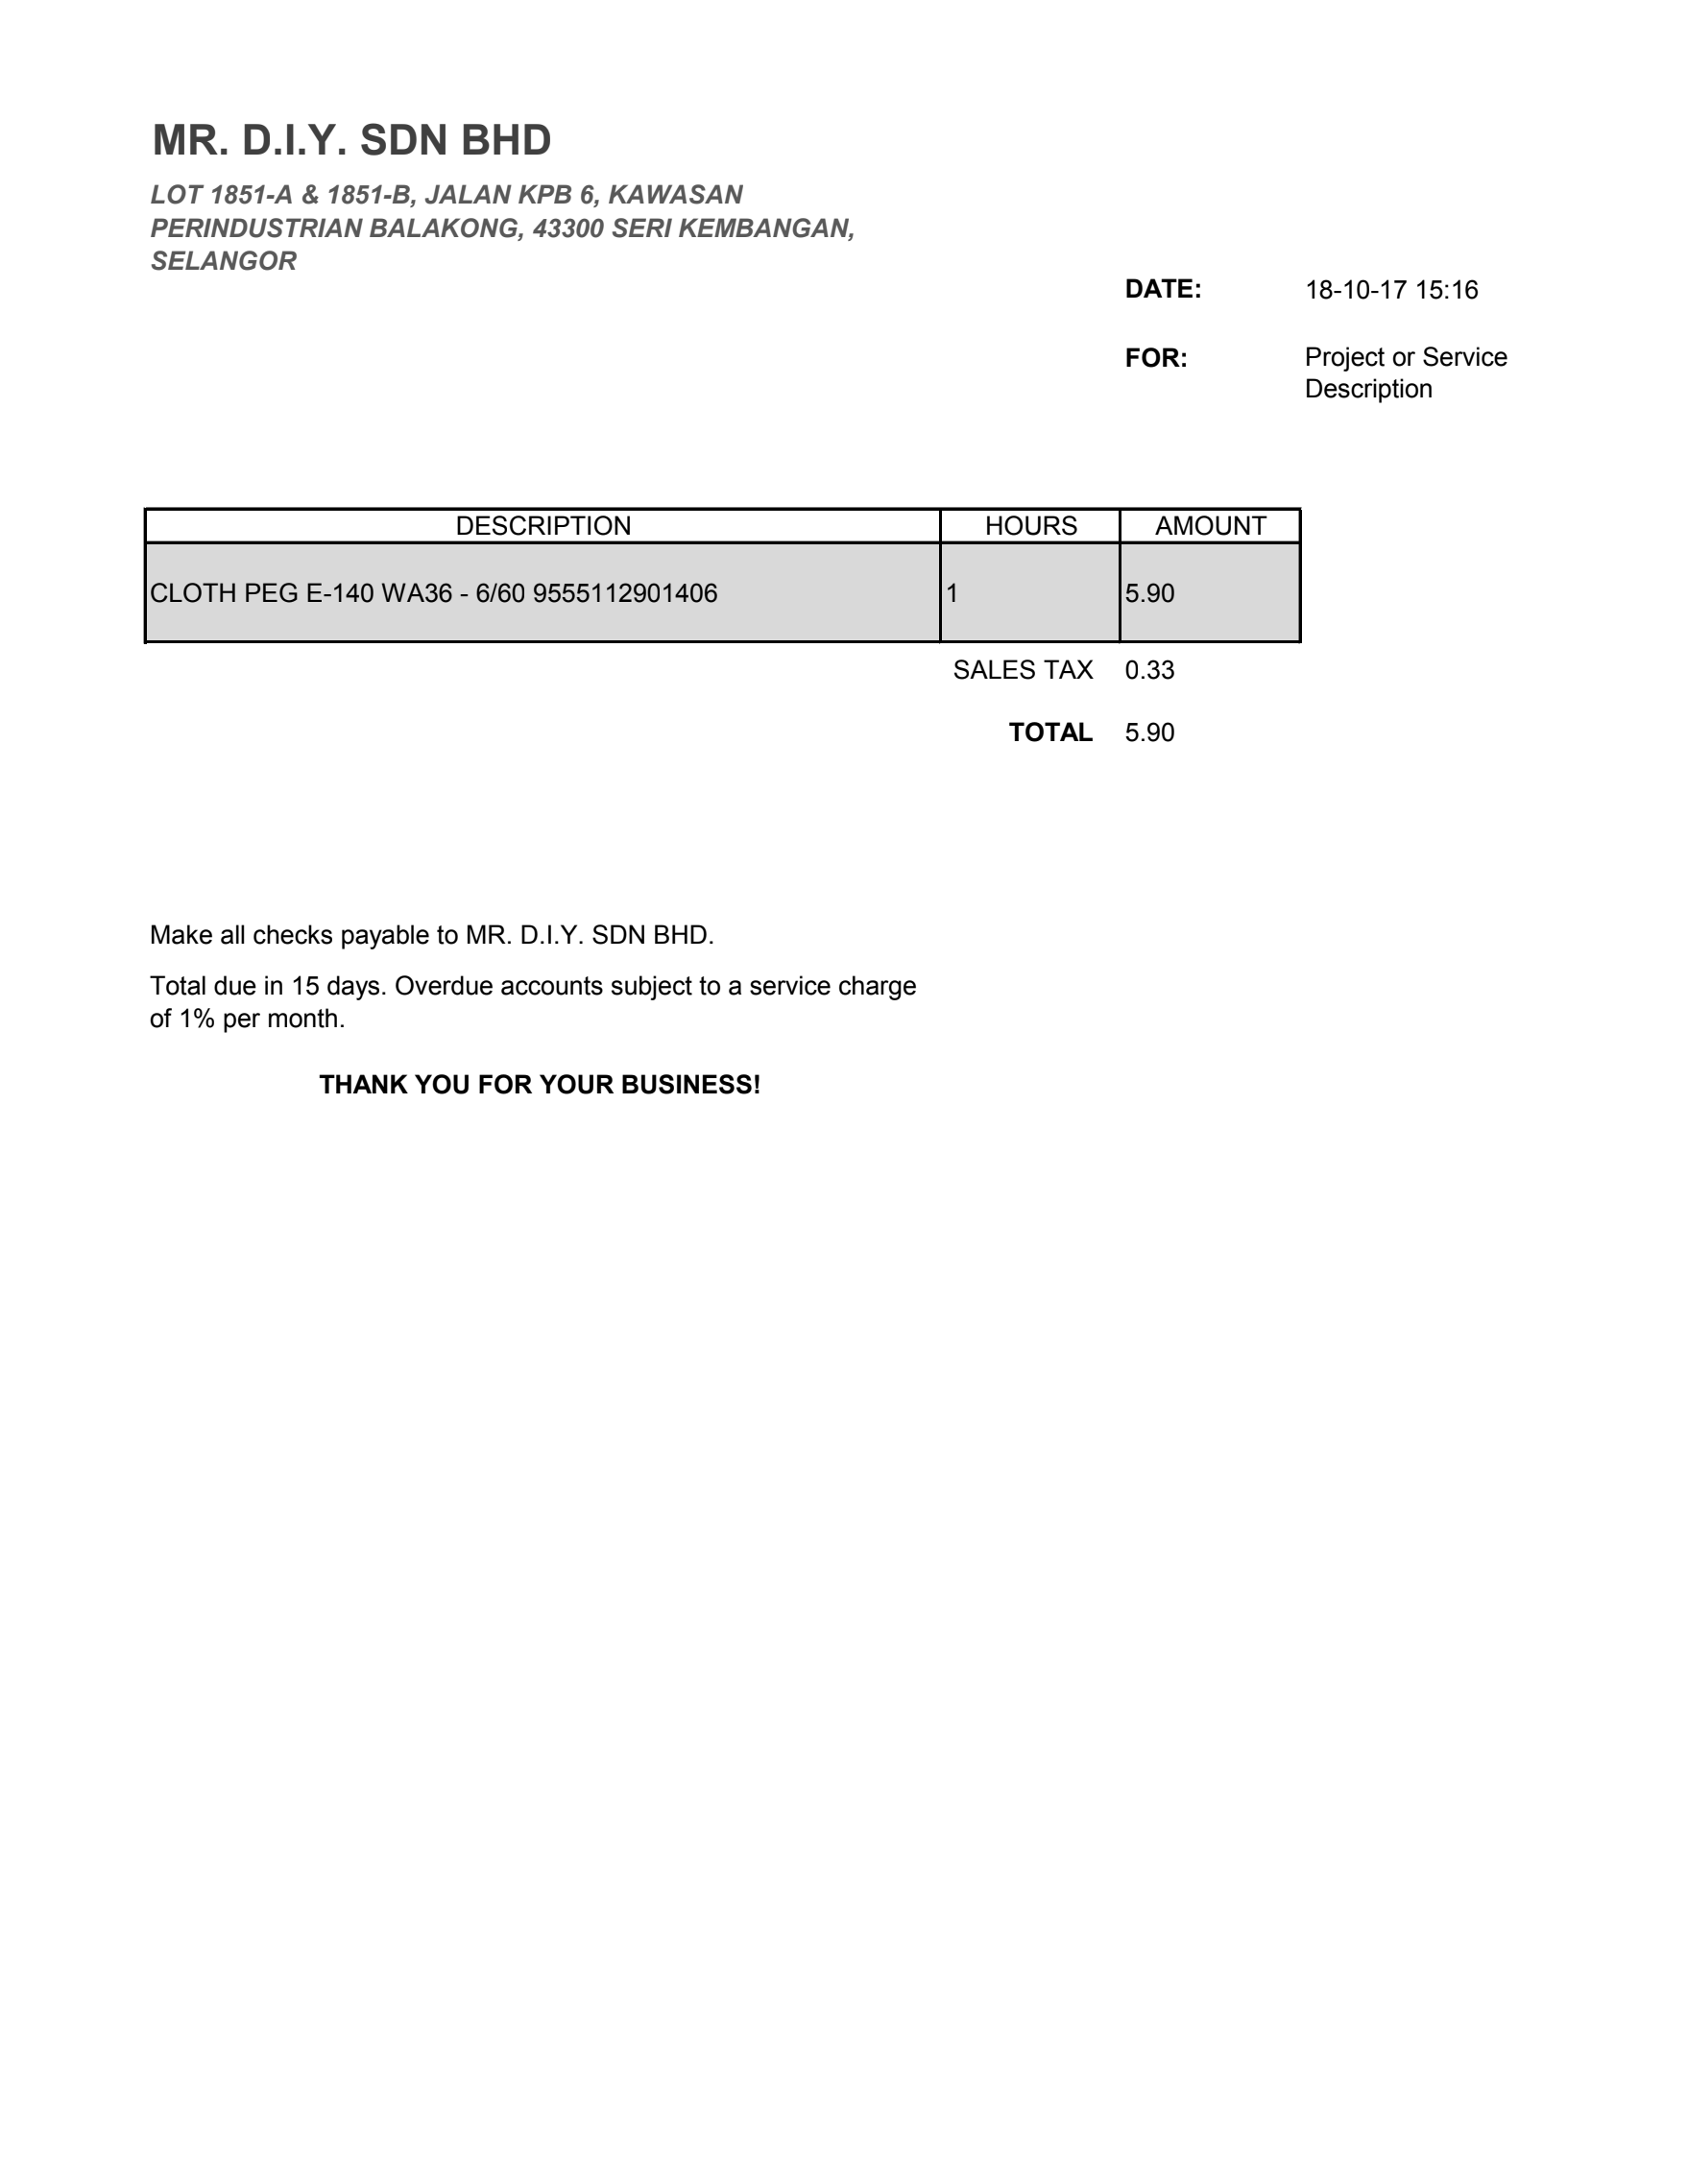 MR. D.I.Y. SDN BHD
LOT 1851-A & 1851-B, JALAN KPB 6, KAWASAN
PERINDUSTRIAN BALAKONG, 43300 SERI KEMBANGAN,
SELANGOR
DATE: 18-10-17 15:16
FOR: Project or Service
Description
DESCRIPTION HOURS AMOUNT
CLOTH PEG E-140 WA36 - 6/60 9555112901406 1 5.90
SALES TAX 0.33
TOTAL 5.90
Make all checks payable to MR. D.I.Y. SDN BHD.
Total due in 15 days. Overdue accounts subject to a service charge
of 1% per month.
THANK YOU FOR YOUR BUSINESS!